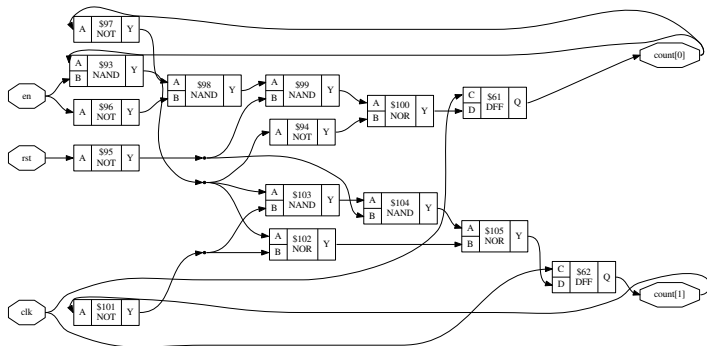 A $97 NOT Y
A B $93 NAND Y
en
A $96 NOT Y
A B $98 NAND Y
A B $99 NAND Y
A $94 NOT Y
A B $100 NOR Y
C D $61 DFF Q
count[0]
rst
A $95 NOT Y
A B $103 NAND Y
A B $104 NAND Y
A B $102 NOR Y
A B $105 NOR Y
C D $62 DFF Q
count[1]
clk
A $101 NOT Y